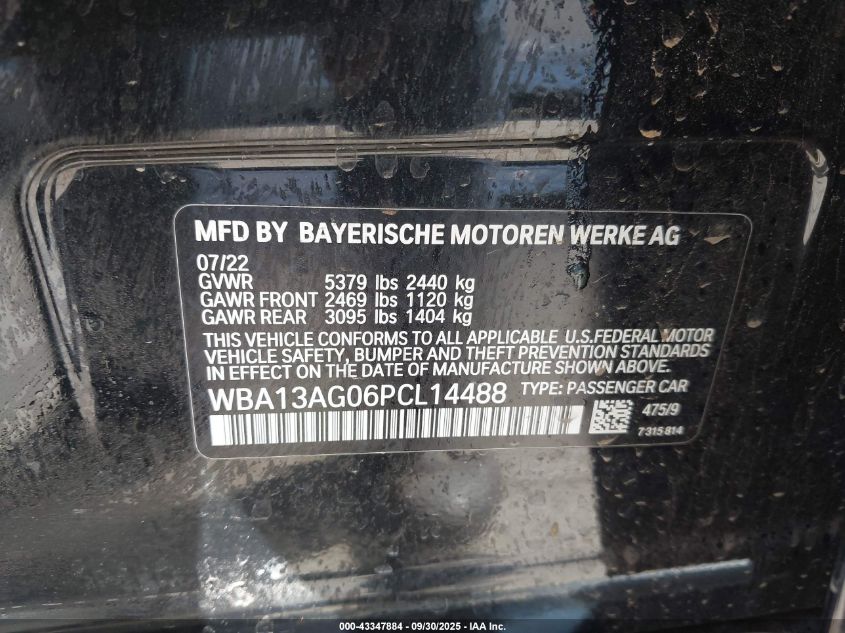 MFD BY BAYERISCHE MOTOREN WERKE AG
07/22
GVWR 5379 lbs 2440 kg
GAWR FRONT 2469 lbs 1120 kg
GAWR REAR 3095 lbs 1404 kg
THIS VEHICLE CONFORMS TO ALL APPLICABLE U.S.FEDERAL MOTOR
VEHICLE SAFETY, BUMPER AND THEFT PREVENTION STANDARDS
IN EFFECT ON THE DATE OF MANUFACTURE SHOWN ABOVE.
WBA13AG06PCL14488 TYPE: PASSENGER CAR
475/9
7315814
000-43347884 - 09/30/2025 - IAA Inc.